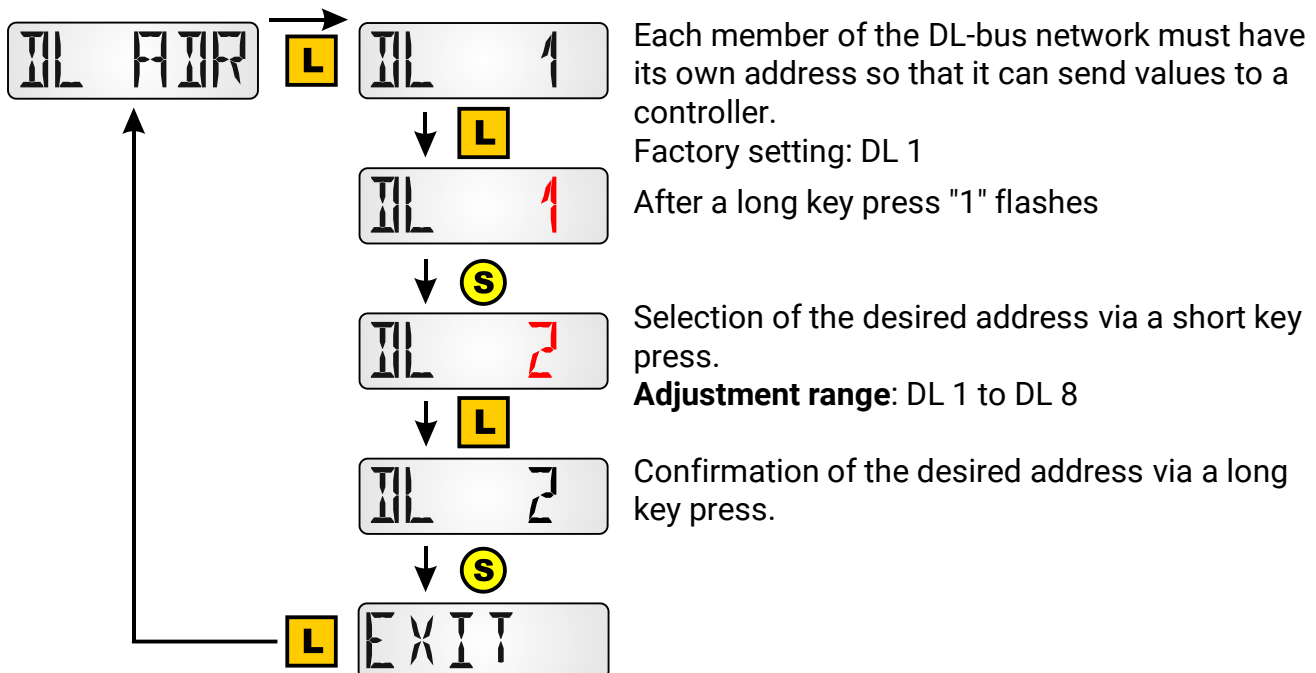 DL ADR
L
DL 1
Each member of the DL-bus network must have
its own address so that it can send values to a
controller.
Factory setting: DL 1
L
DL 1
After a long key press "1" flashes
S
DL 2
Selection of the desired address via a short key
press.
Adjustment range: DL 1 to DL 8
L
DL 2
Confirmation of the desired address via a long
key press.
S
L
EXIT